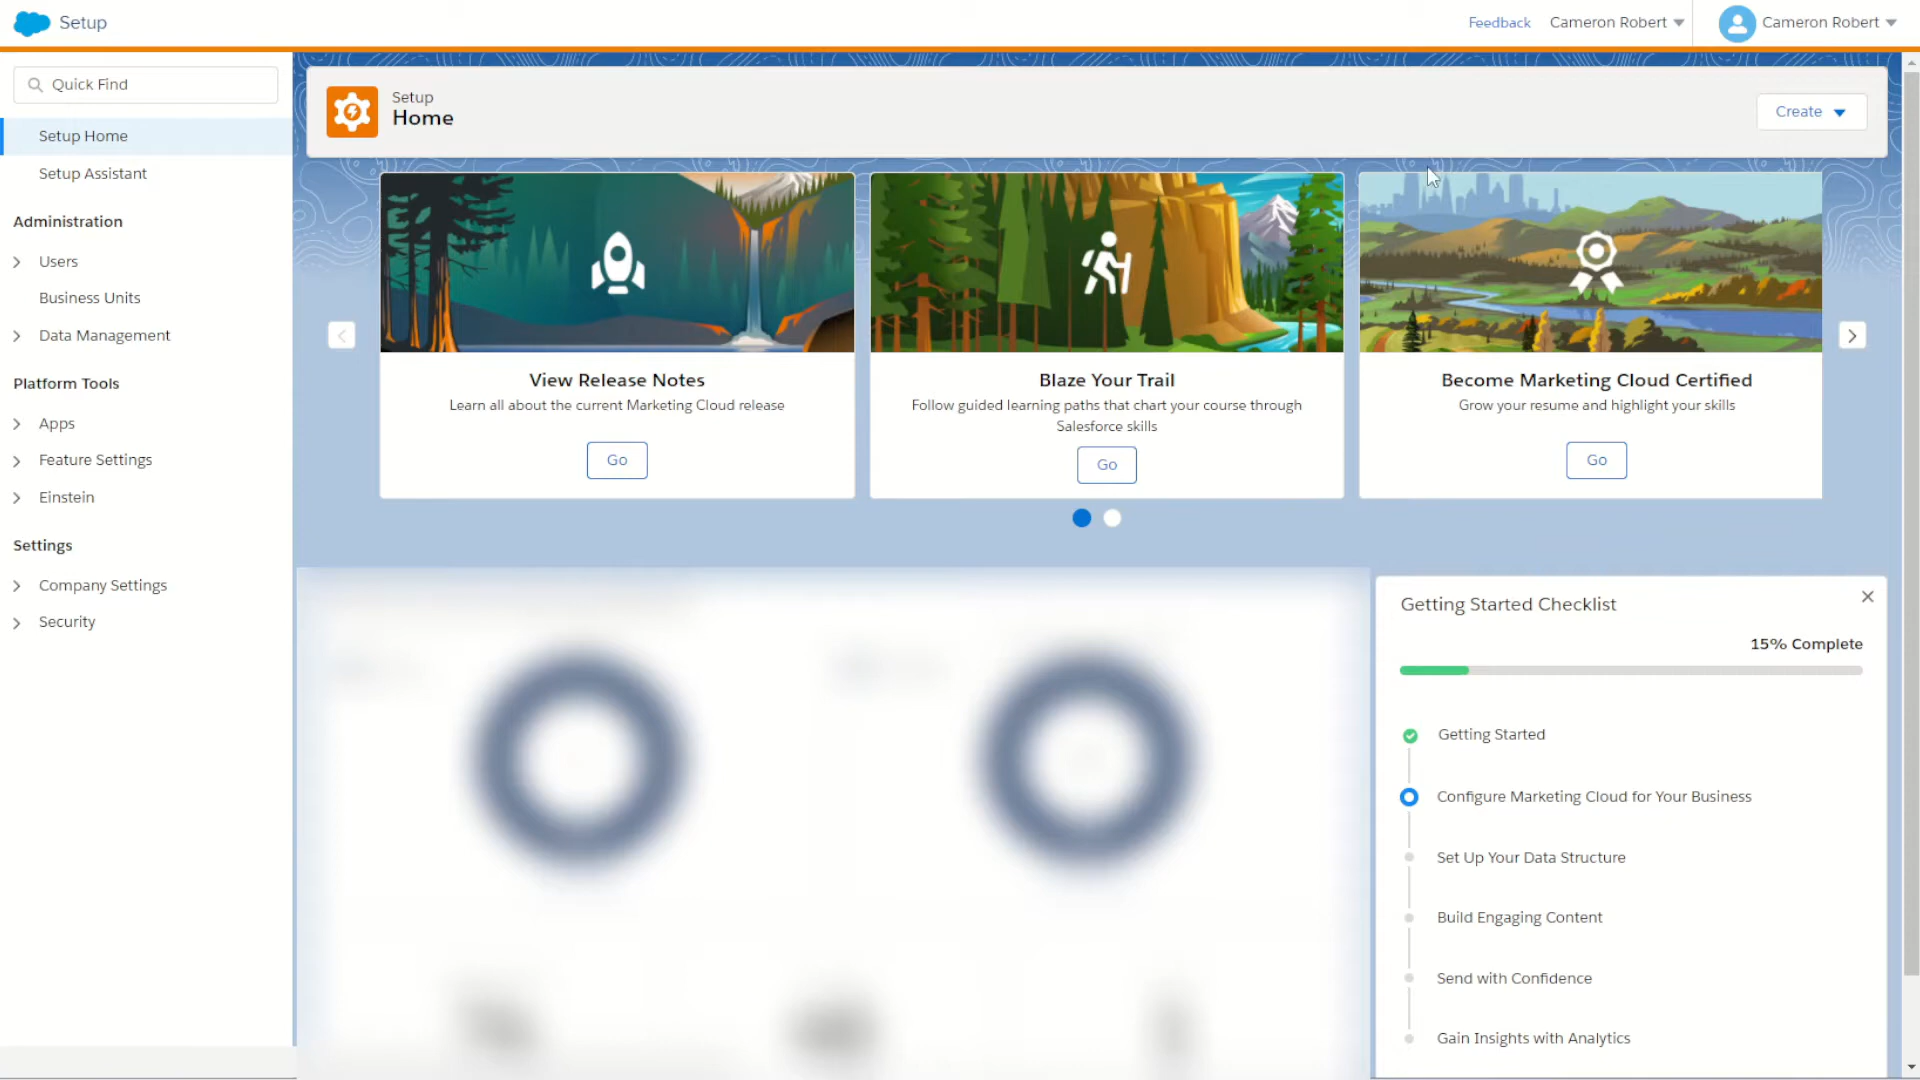 Setup
Feedback
Cameron Robert
Cameron Robert
Quick Find
Setup Home
Setup Assistant
Administration
Users
Business Units
Data Management
Platform Tools
Apps
Feature Settings
Einstein
Settings
Company Settings
Security
Setup
Home
Create
View Release Notes
Learn all about the current Marketing Cloud release
Go
Blaze Your Trail
Follow guided learning paths that chart your course through
Salesforce skills
Go
Become Marketing Cloud Certified
Grow your resume and highlight your skills
Go
Getting Started Checklist
15% Complete
Getting Started
Configure Marketing Cloud for Your Business
Set Up Your Data Structure
Build Engaging Content
Send with Confidence
Gain Insights with Analytics